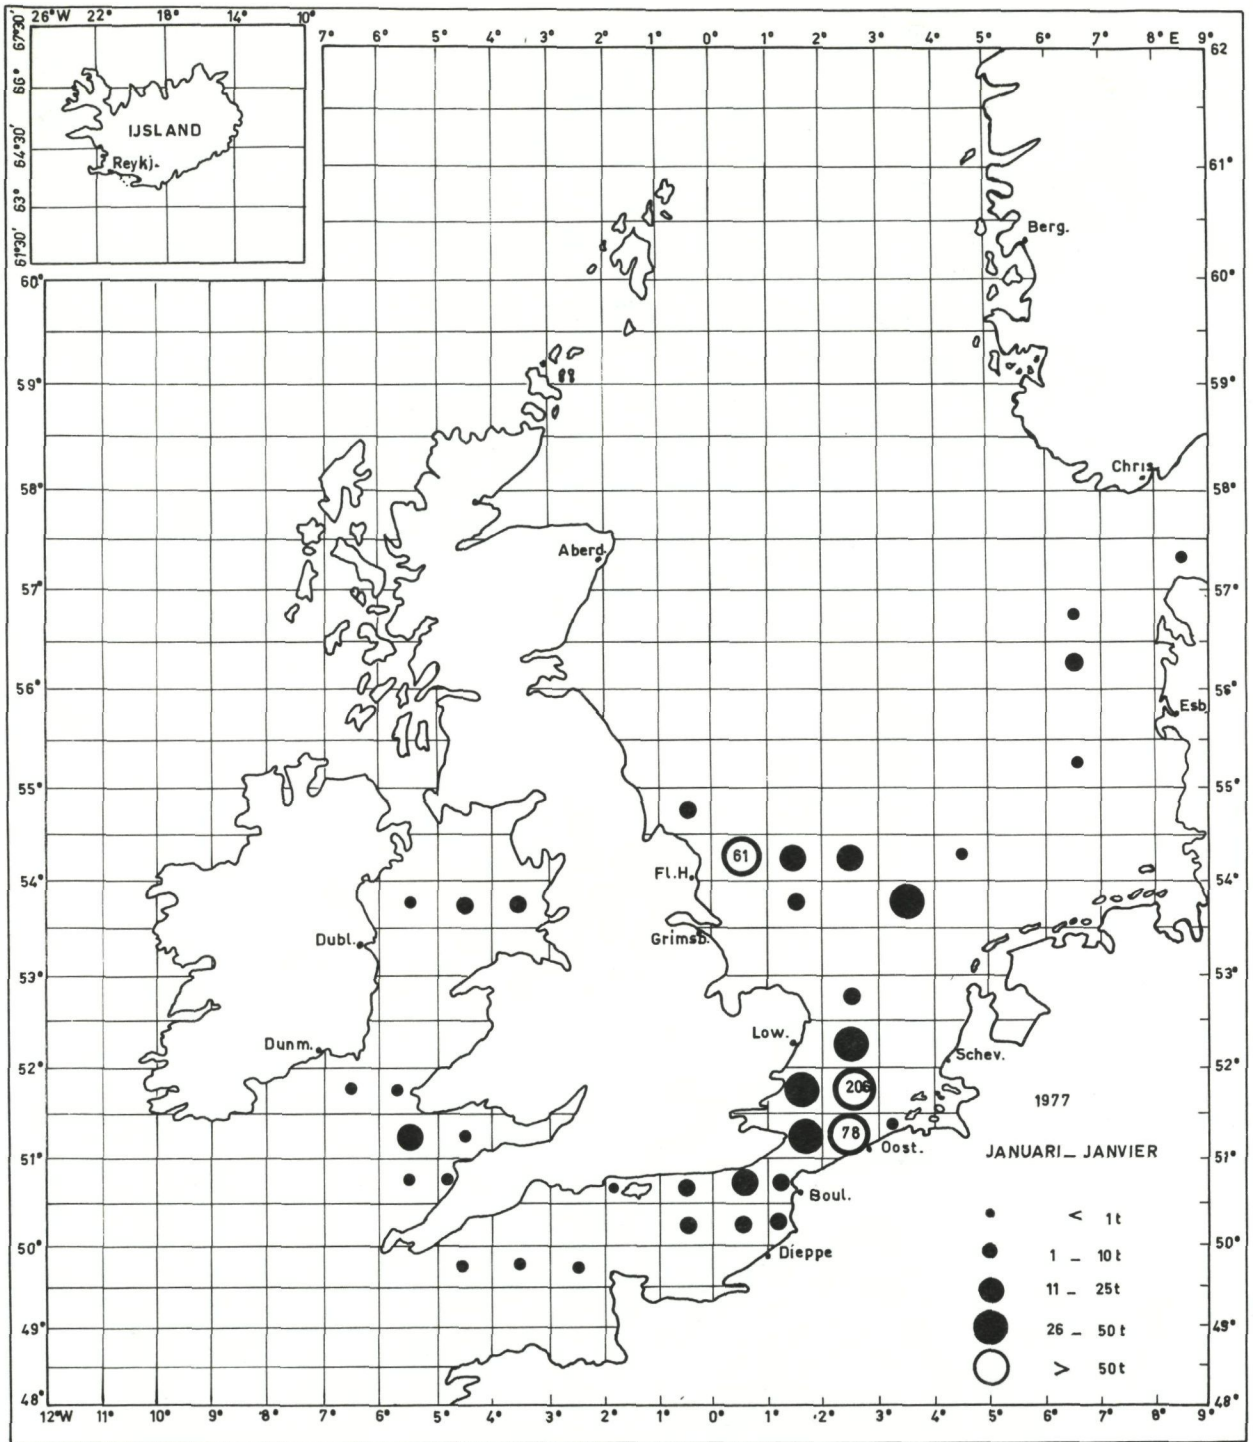 26°W 22° 18° 14° 10°
67°30' 66° 64°30' 63° 61°30'
IJSLAND
Reykj.
7° 6° 5° 4° 3° 2° 1° 0° 1° 2° 3° 4° 5° 6° 7° 8° E 9°
62
61°
Berg.
60° 60°
59° 59°
Chris
58° 58°
Aberd.
57° 57°
56° 56°
Esb
55° 55°
61
Fl.H.
54° 54°
Dubl.
Grimsb.
53° 53°
Low.
Dunm.
Schev.
52° 52°
206
1977
78
Oost.
JANUARI_ JANVIER
51° 51°
Boul.
< 1t
50° 50°
Dieppe
1 _ 10t
11 _ 25t
49° 49°
26 _ 50t
> 50t
48° 48°
12°W 11° 10° 9° 8° 7° 6° 5° 4° 3° 2° 1° 0° 1° 2° 3° 4° 5° 6° 7° 8° 9°